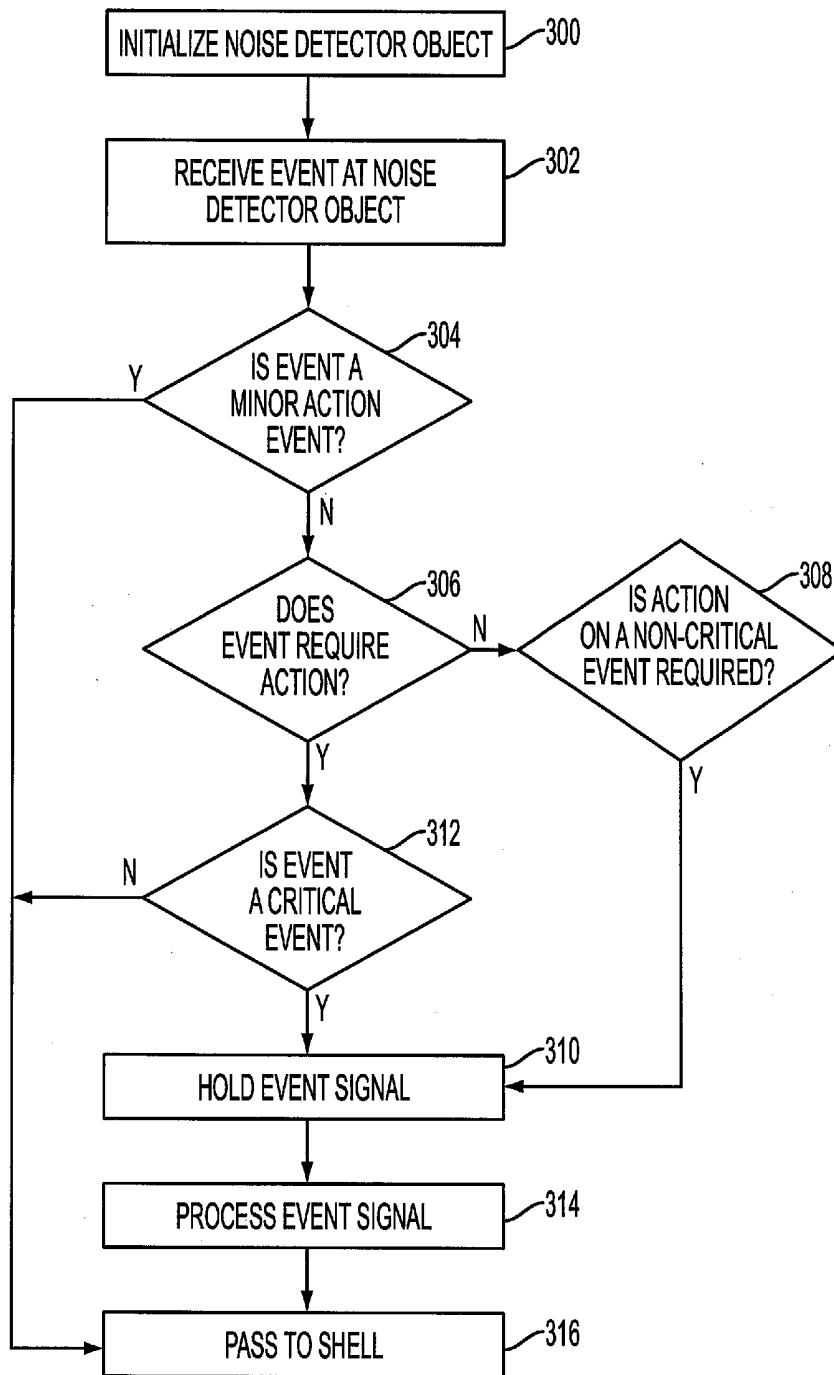 INITIALIZE NOISE DETECTOR OBJECT
300
RECEIVE EVENT AT NOISE
DETECTOR OBJECT
302
304
IS EVENT A
MINOR ACTION
EVENT?
Y
N
306
DOES
EVENT REQUIRE
ACTION?
N
Y
308
IS ACTION
ON A NON-CRITICAL
EVENT REQUIRED?
Y
312
IS EVENT
A CRITICAL
EVENT?
N
Y
310
HOLD EVENT SIGNAL
PROCESS EVENT SIGNAL
314
PASS TO SHELL
316